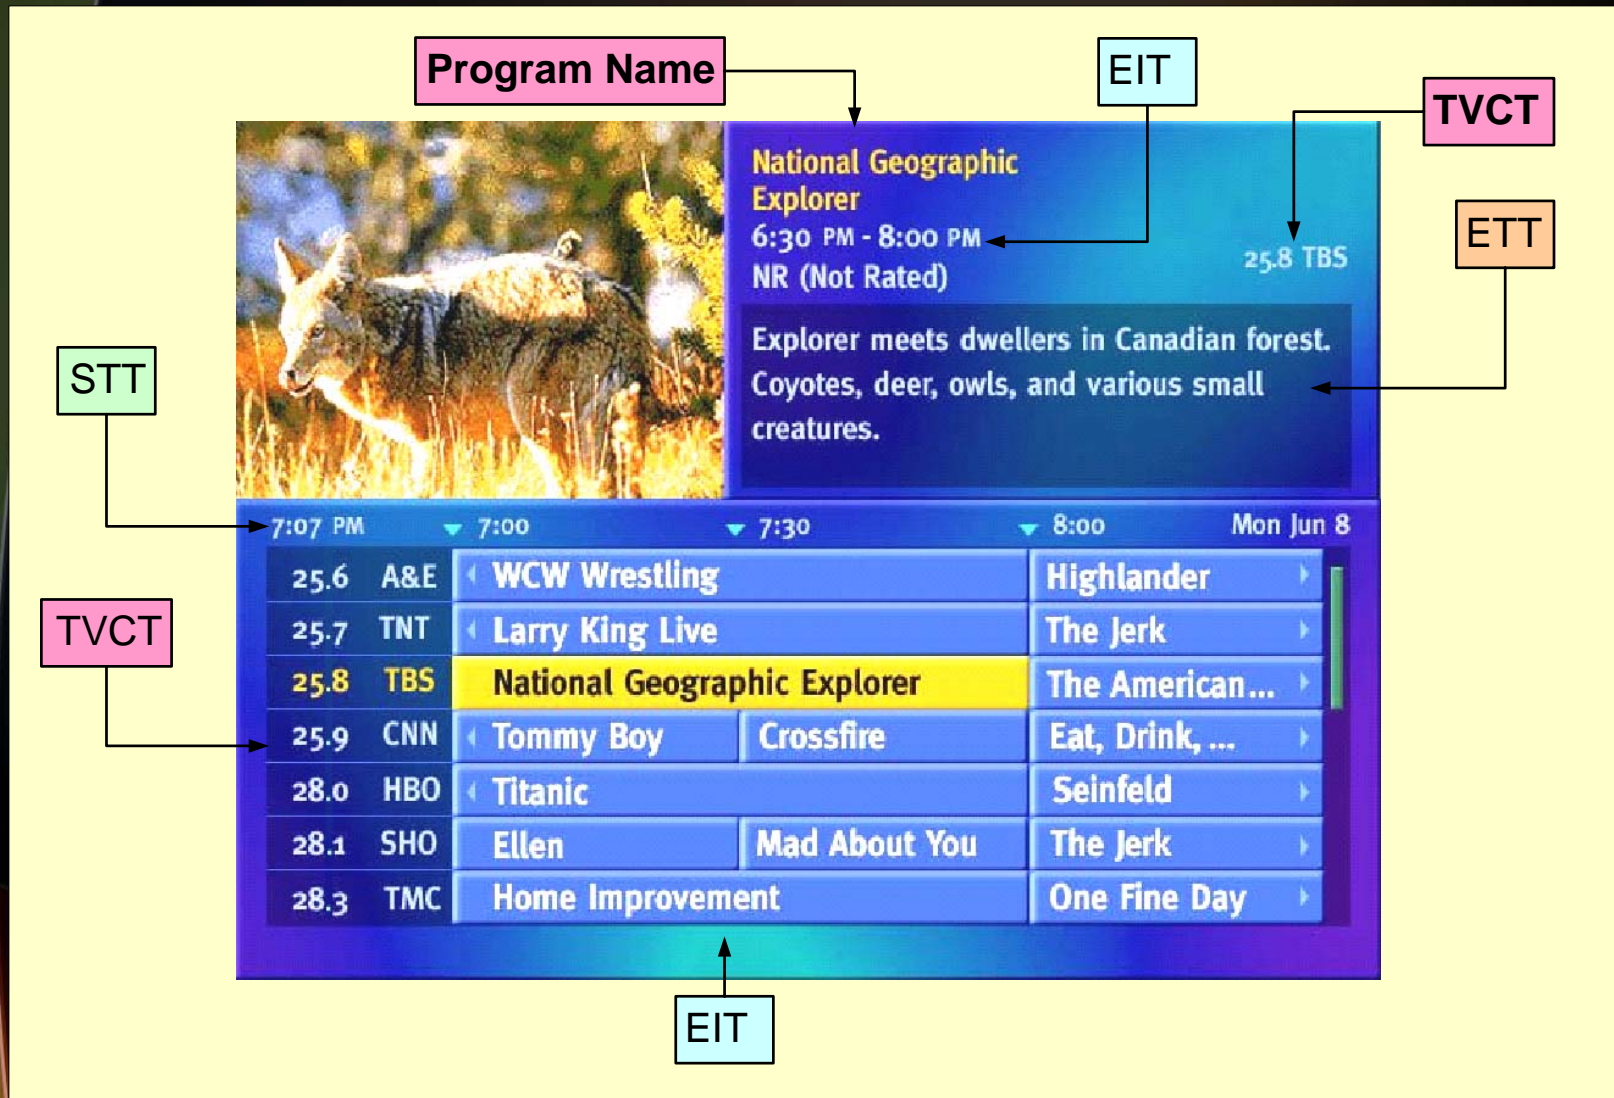 Program Name
EIT
TVCT
ETT
National Geographic
Explorer
6:30 PM - 8:00 PM
NR (Not Rated)
25.8 TBS
Explorer meets dwellers in Canadian forest.
Coyotes, deer, owls, and various small
creatures.
STT
7:07 PM 7:00 7:30 8:00 Mon Jun 8
25.6 A&E WCW Wrestling Highlander
25.7 TNT Larry King Live The Jerk
TVCT
25.8 TBS National Geographic Explorer The American...
25.9 CNN Tommy Boy Crossfire Eat, Drink, ...
28.0 HBO Titanic Seinfeld
28.1 SHO Ellen Mad About You The Jerk
28.3 TMC Home Improvement One Fine Day
EIT